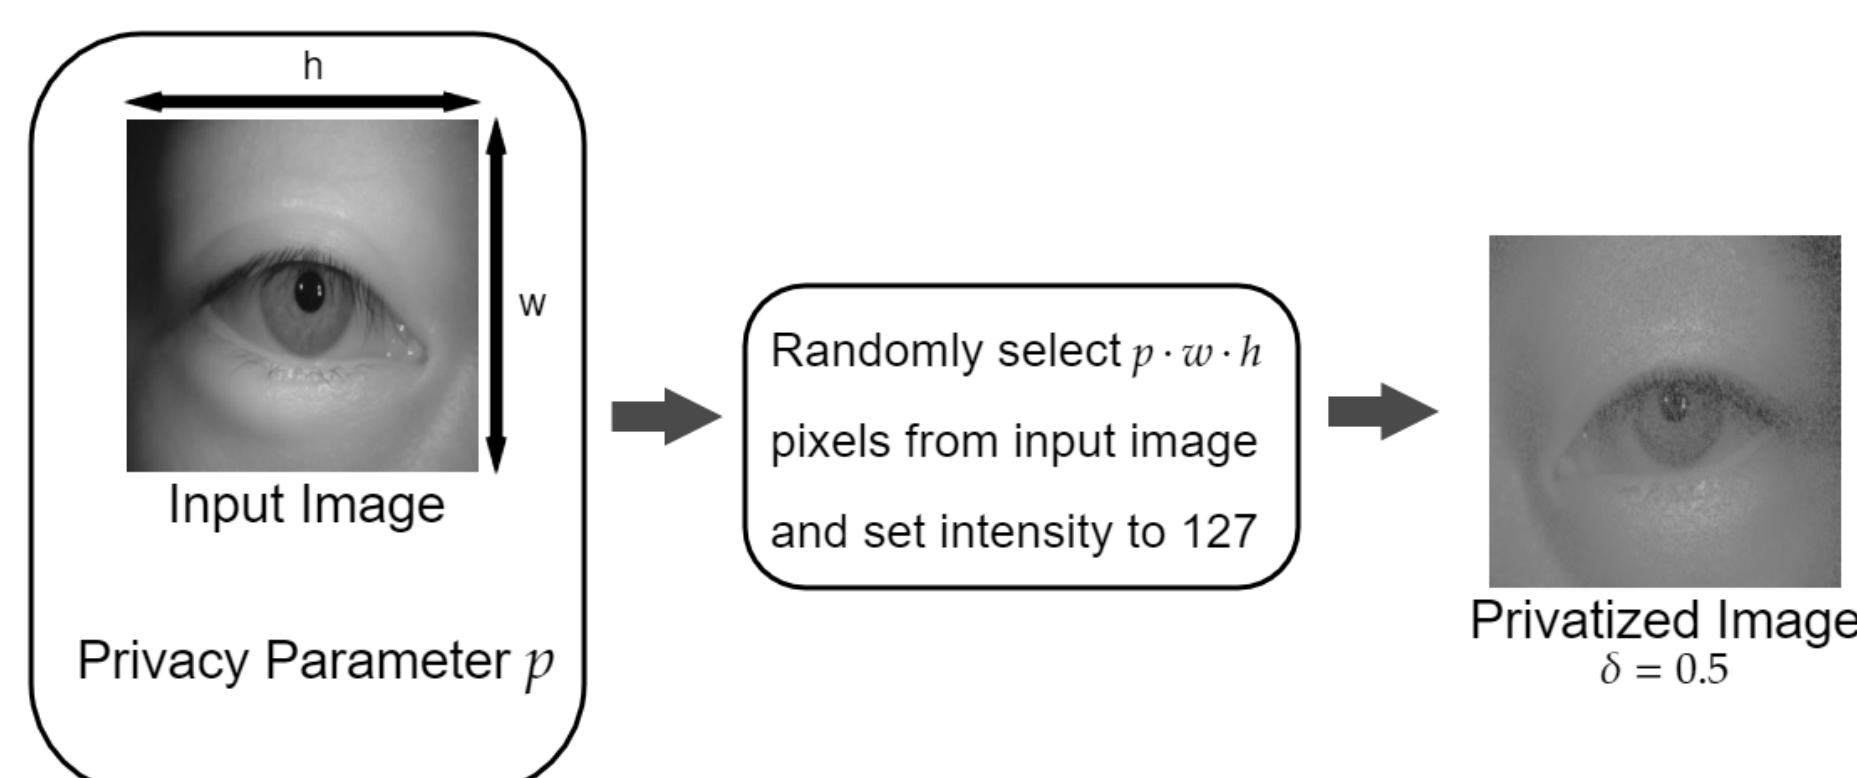 h
w
Input Image
Privacy Parameter p
Randomly select p · w · h
pixels from input image
and set intensity to 127
Privatized Image
δ = 0.5